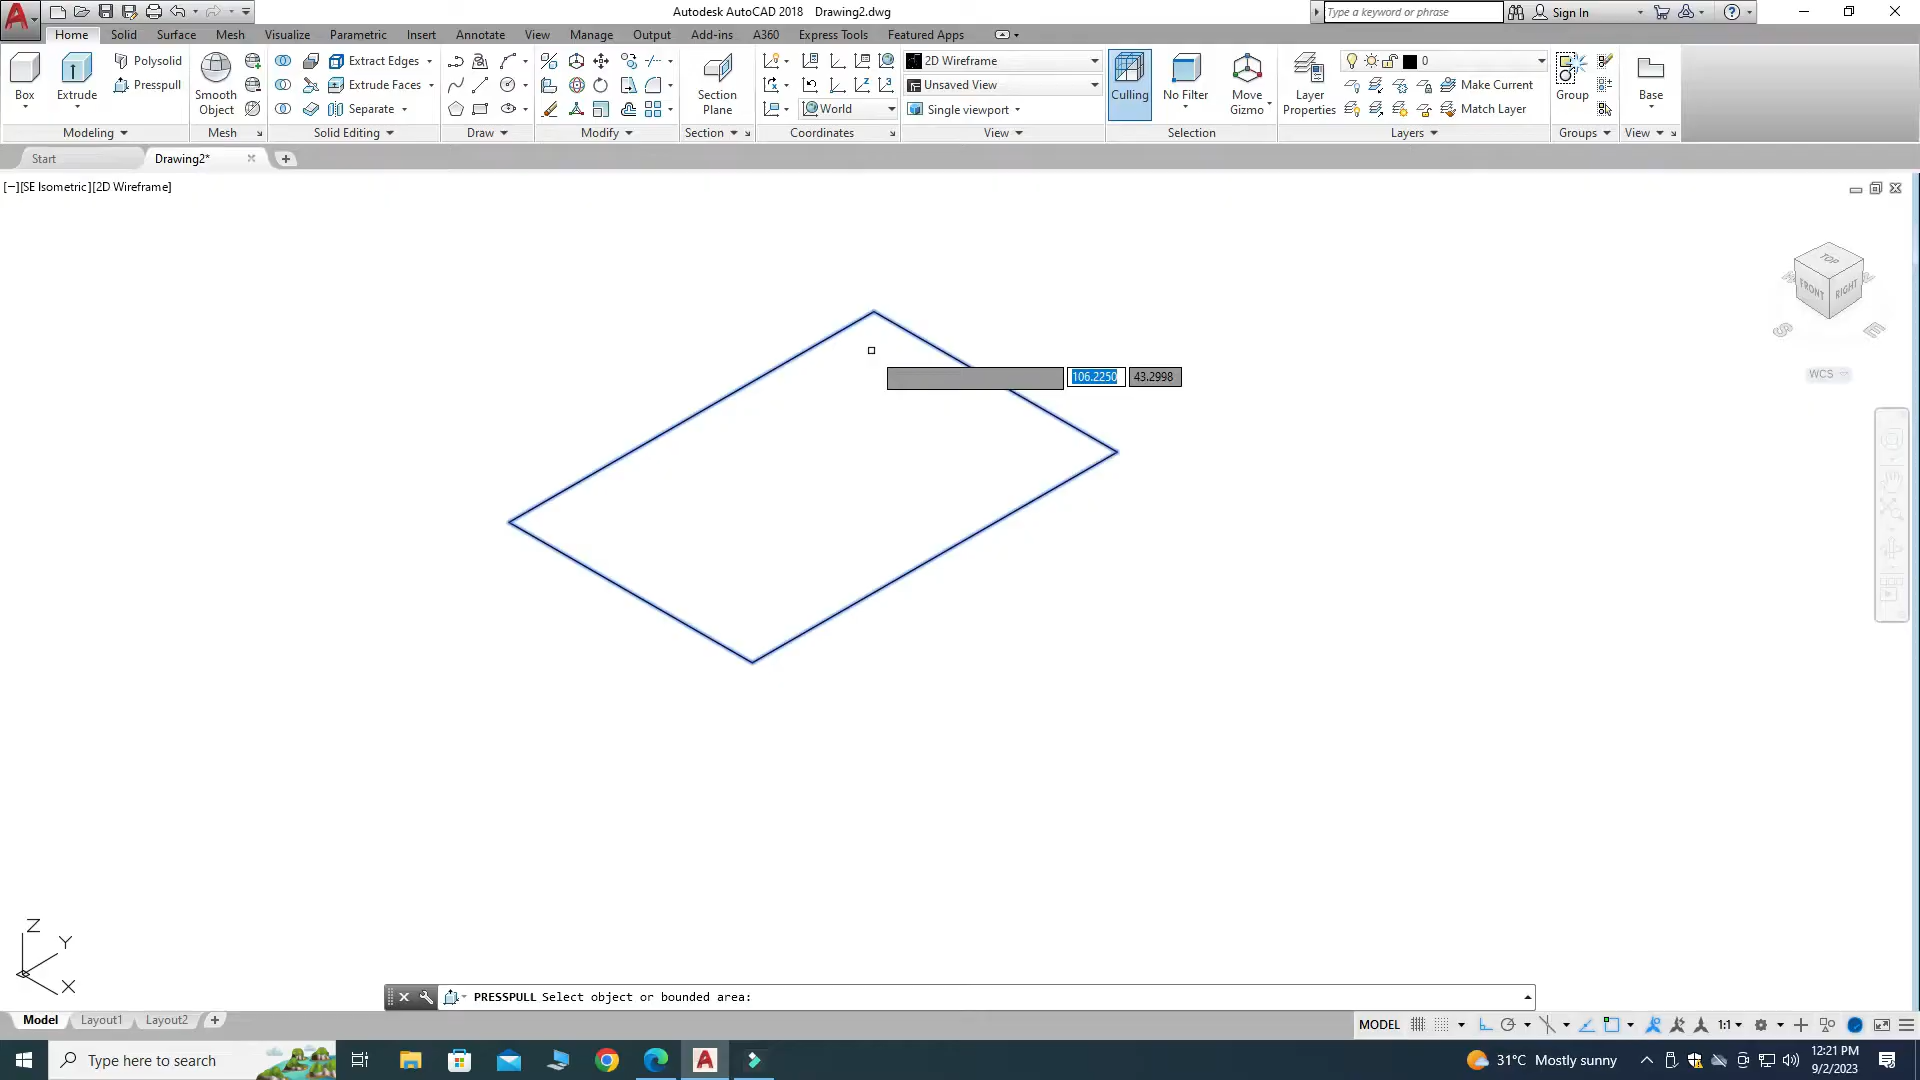 Autodesk AutoCAD 2018 Drawing2.dwg
Type a keyword or phrase
Sign In
Home Solid Surface Mesh Visualize Parametric Insert Annotate View Manage Output Add-ins A360 Express Tools Featured Apps
Box
Extrude
Polysolid
Presspull
Smooth
Object
Extract Edges
Extrude Faces
Separate
Section
Plane
World
2D Wireframe
Unsaved View
Single viewport
Culling
No Filter
Move
Gizmo
Layer
Properties
0
Make Current
Match Layer
Group
Base
Modeling Mesh Solid Editing Draw Modify Section Coordinates View Selection Layers Groups View
Start Drawing2*
[−][SE Isometric][2D Wireframe]
TOP
FRONT
RIGHT
S
E
WCS
106.2250 43.2998
Z
Y
X
PRESSPULL Select object or bounded area:
Model Layout1 Layout2
MODEL
1:1
Type here to search
31°C Mostly sunny
12:21 PM
9/2/2023